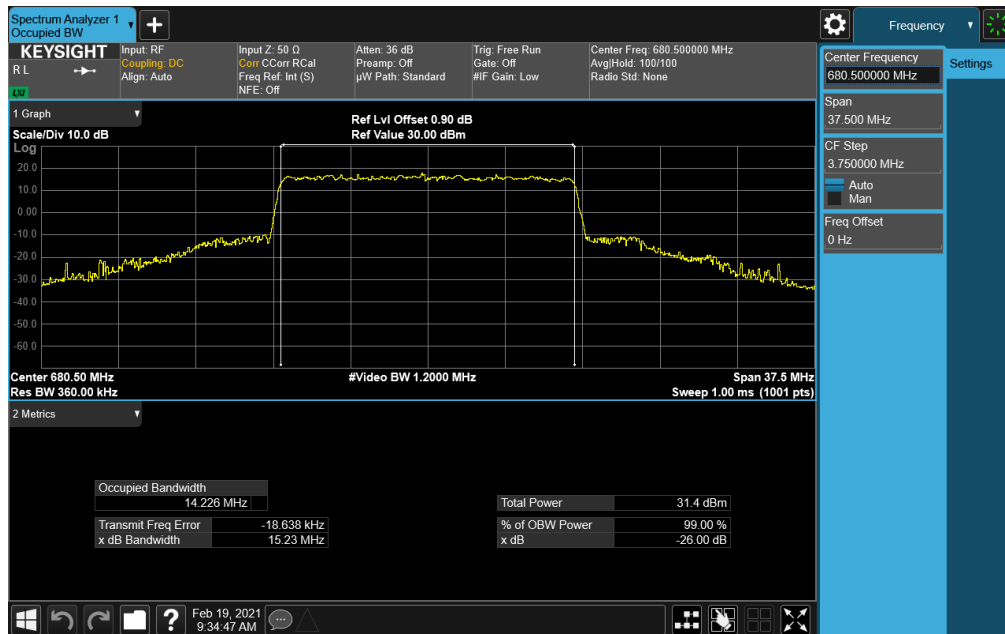 Spectrum Analyzer 1
Occupied BW
Frequency
KEYSIGHT
R L
LXI
Input: RF
Coupling: DC
Align: Auto
Input Z: 50 Ω
Corr CCorr RCal
Freq Ref: Int (S)
NFE: Off
Atten: 36 dB
Preamp: Off
µW Path: Standard
Trig: Free Run
Gate: Off
#IF Gain: Low
Center Freq: 680.500000 MHz
Avg|Hold: 100/100
Radio Std: None
Center Frequency
680.500000 MHz
Settings
Span
37.500 MHz
CF Step
3.750000 MHz
Auto
Man
Freq Offset
0 Hz
1 Graph
Scale/Div 10.0 dB
Ref Lvl Offset 0.90 dB
Ref Value 30.00 dBm
Log
20.0
10.0
0.00
-10.0
-20.0
-30.0
-40.0
-50.0
-60.0
Center 680.50 MHz
#Video BW 1.2000 MHz
Span 37.5 MHz
Res BW 360.00 kHz
Sweep 1.00 ms (1001 pts)
2 Metrics
Occupied Bandwidth
14.226 MHz
Total Power 31.4 dBm
Transmit Freq Error -18.638 kHz
% of OBW Power 99.00 %
x dB Bandwidth 15.23 MHz
x dB -26.00 dB
Feb 19, 2021
9:34:47 AM